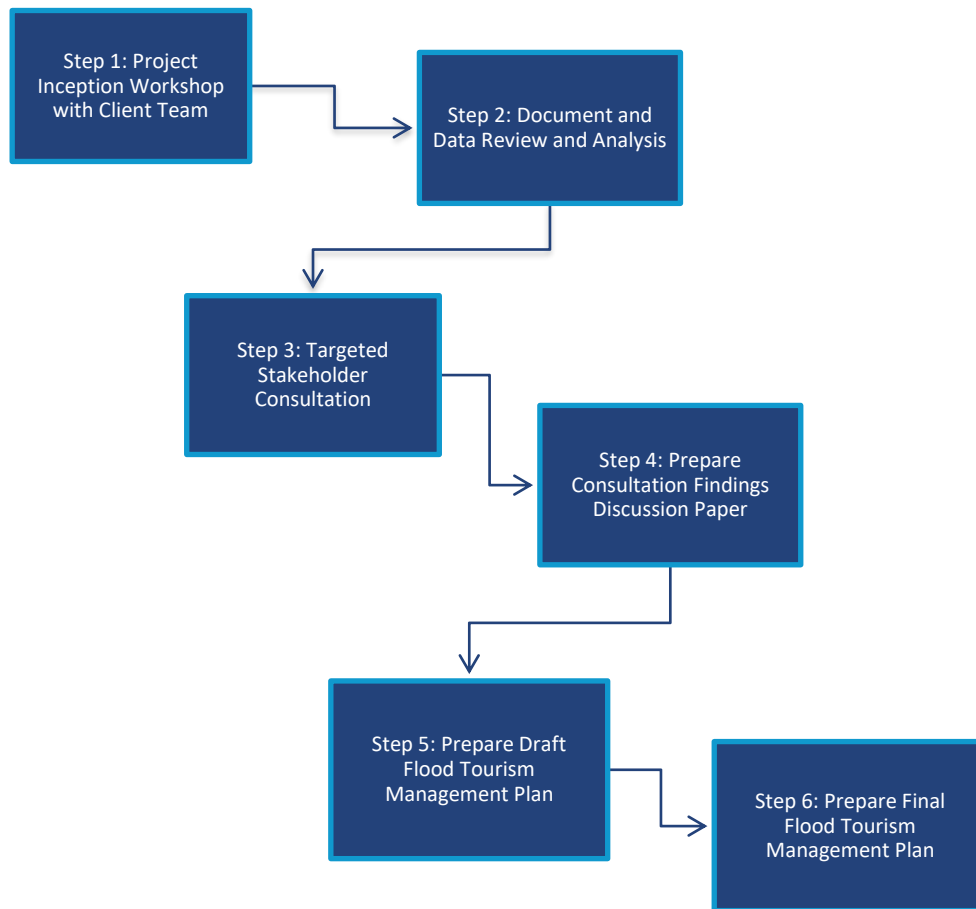 Step 1: Project
Inception Workshop
with Client Team
Step 2: Document and
Data Review and Analysis
Step 3: Targeted
Stakeholder
Consultation
Step 4: Prepare
Consultation Findings
Discussion Paper
Step 5: Prepare Draft
Flood Tourism
Management Plan
Step 6: Prepare Final
Flood Tourism
Management Plan